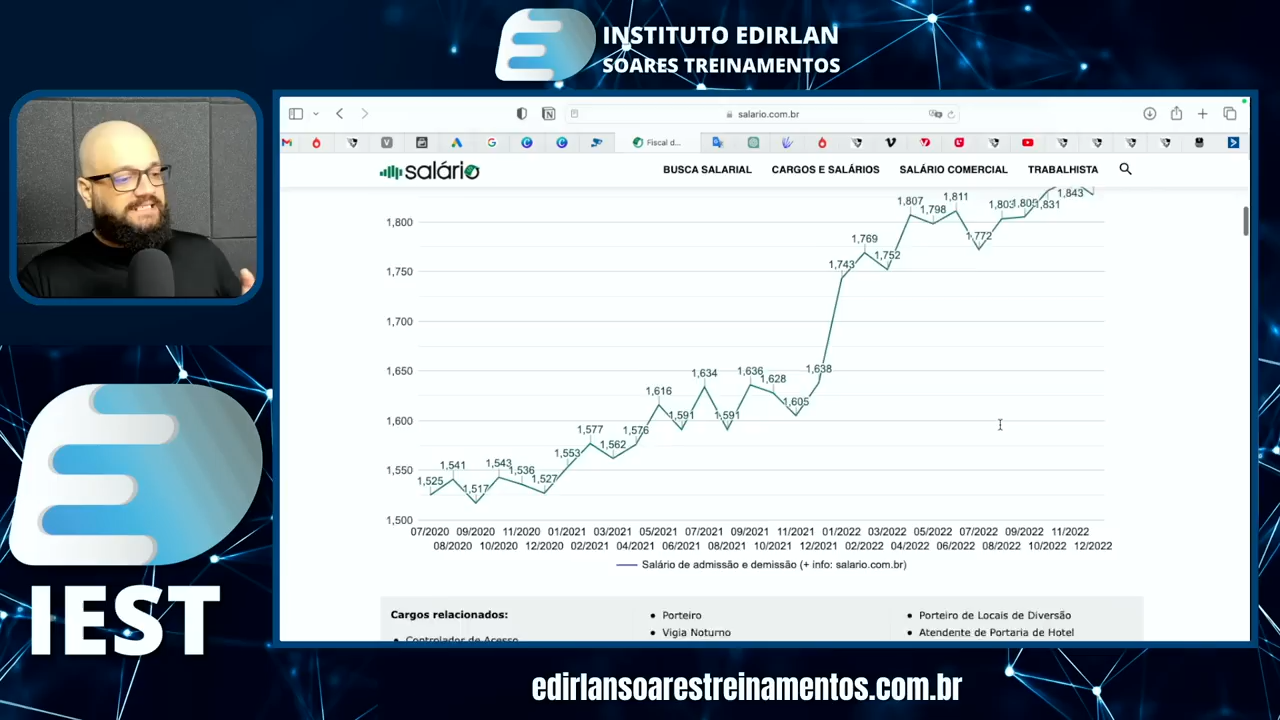 INSTITUTO EDIRLAN
SOARES TREINAMENTOS
salario.com.br
Fiscal d...
salário
BUSCA SALARIAL
CARGOS E SALÁRIOS
SALÁRIO COMERCIAL
TRABALHISTA
1,800
1,750
1,700
1,650
1,600
1,550
1,500
1,525
1,541
1,517
1,543
1,536
1,527
1,553
1,577
1,562
1,576
1,616
1,591
1,634
1,591
1,636
1,628
1,605
1,638
1,743
1,769
1,752
1,807
1,798
1,811
1,772
1,831
1,843
07/2020 09/2020 11/2020 01/2021 03/2021 05/2021 07/2021 09/2021 11/2021 01/2022 03/2022 05/2022 07/2022 09/2022 11/2022
08/2020 10/2020 12/2020 02/2021 04/2021 06/2021 08/2021 10/2021 12/2021 02/2022 04/2022 06/2022 08/2022 10/2022 12/2022
Salário de admissão e demissão (+ info: salario.com.br)
Cargos relacionados:
Controlador de Acesso
Porteiro
Vigia Noturno
Porteiro de Locais de Diversão
Atendente de Portaria de Hotel
IEST
edirlansoarestreinamentos.com.br